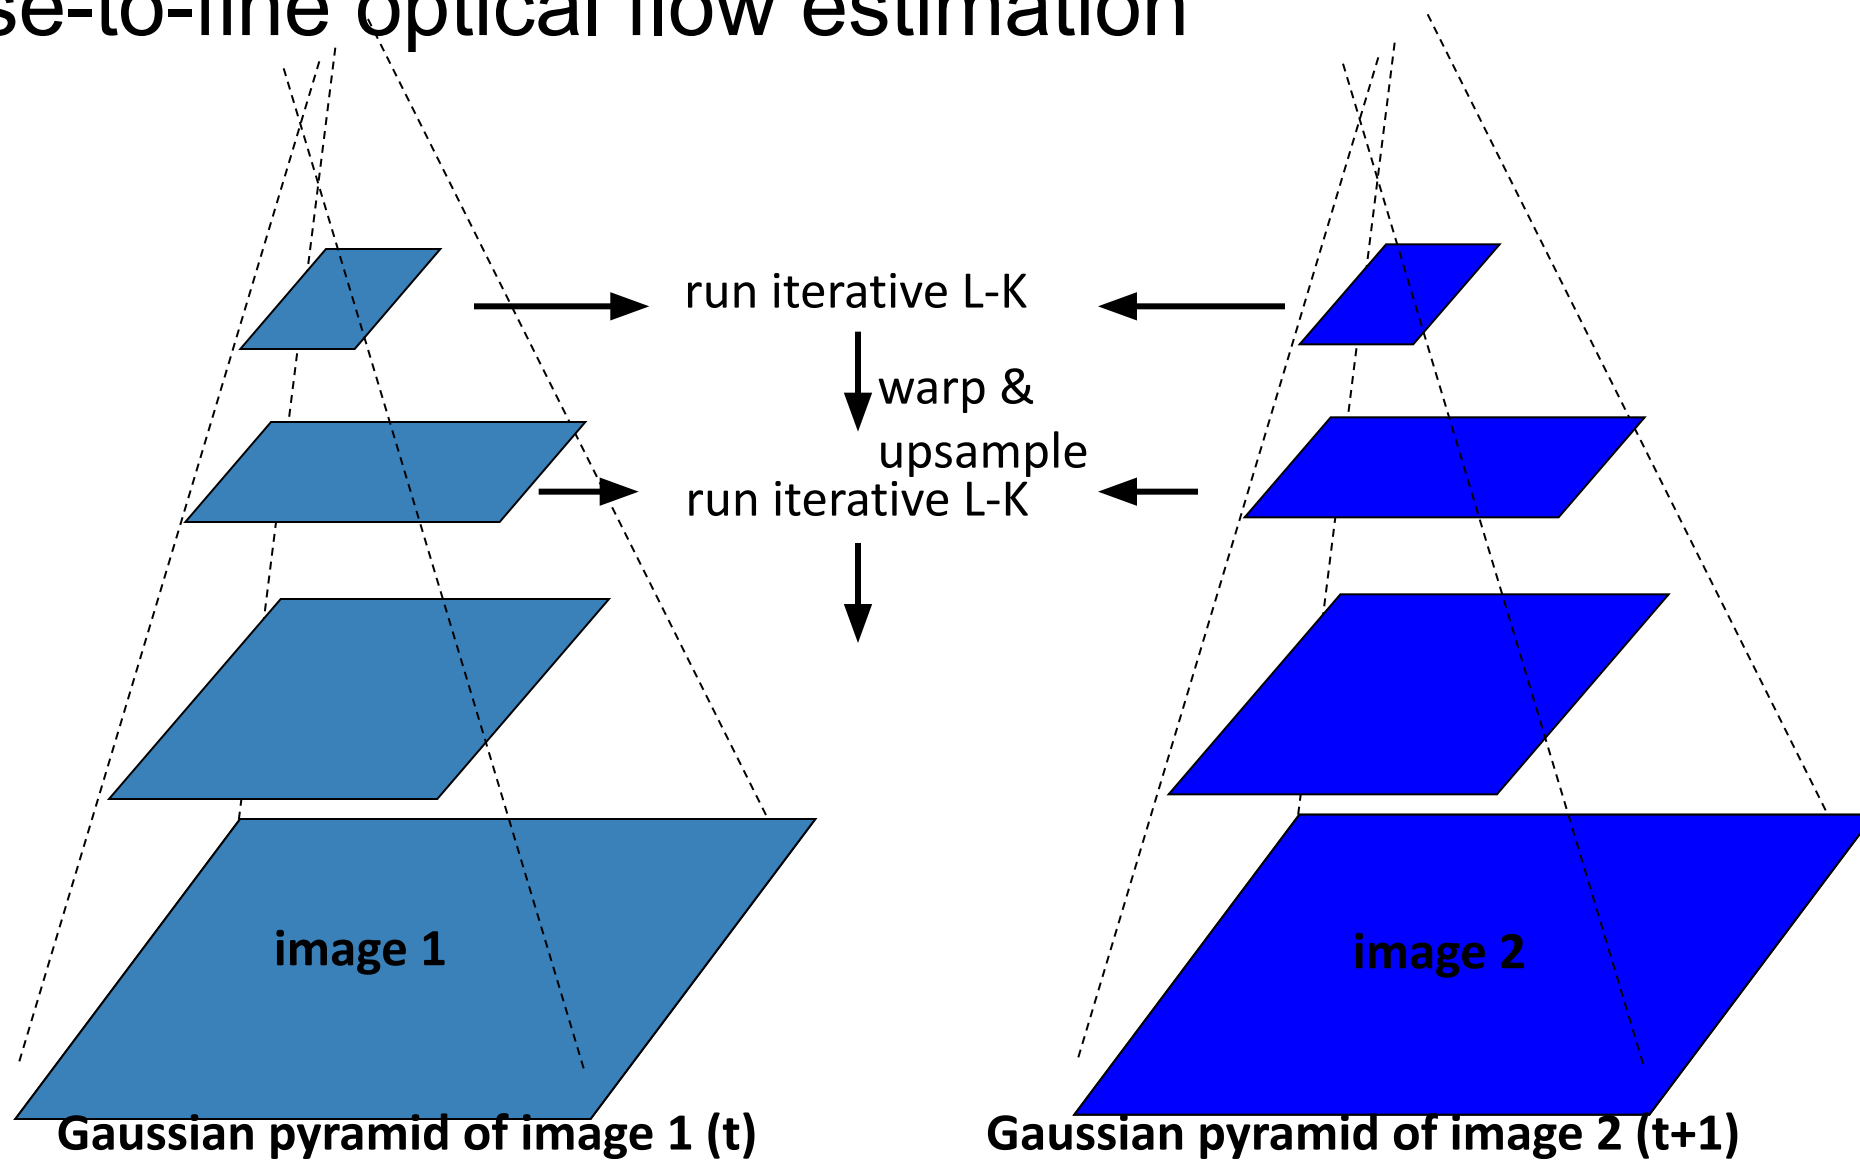 se-to-fine optical flow estimation
run iterative L-K
warp &
upsample
run iterative L-K
image 1
image 2
Gaussian pyramid of image 1 (t)
Gaussian pyramid of image 2 (t+1)